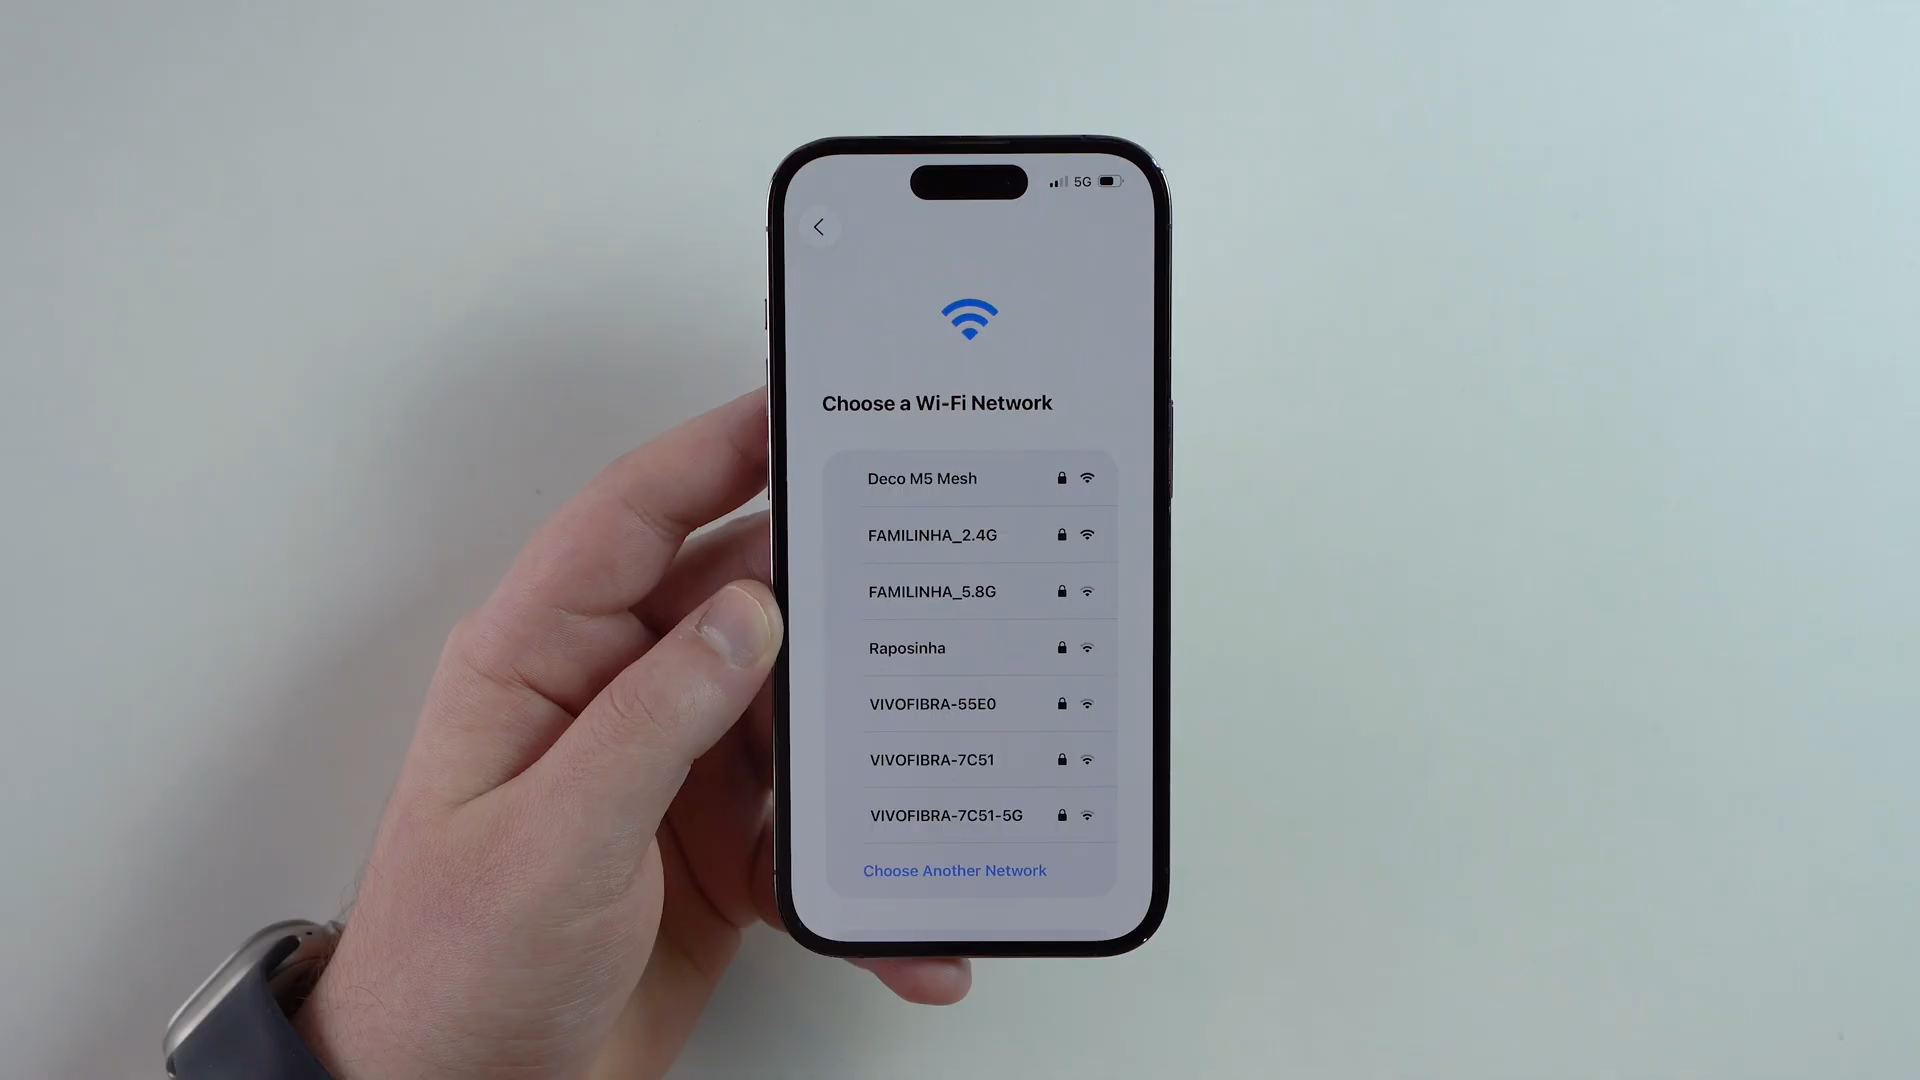 5G
Choose a Wi-Fi Network
Deco M5 Mesh
FAMILINHA_2.4G
FAMILINHA_5.8G
Raposinha
VIVOFIBRA-55E0
VIVOFIBRA-7C51
VIVOFIBRA-7C51-5G
Choose Another Network